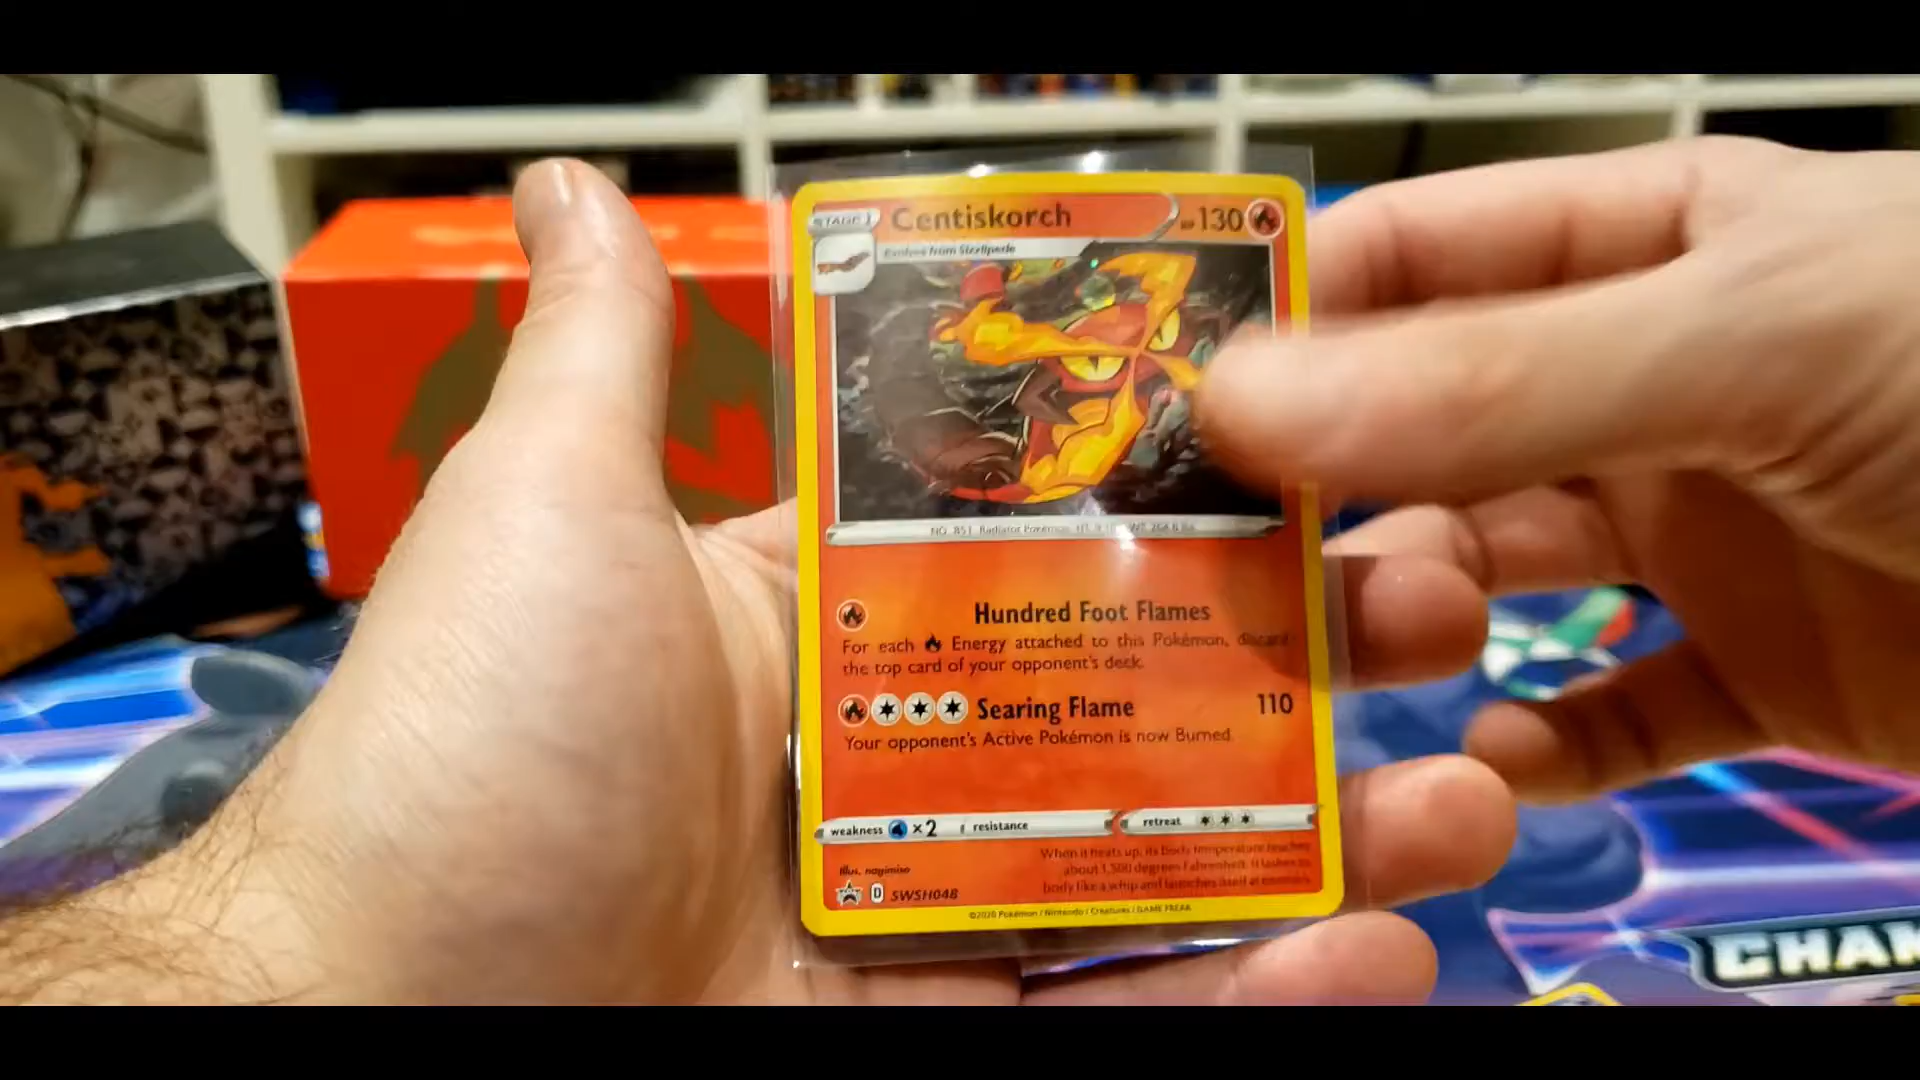 STAGE 1 Centiskorch HP 130
Evolves from Sizzlipede
NO. 851 Radiator Pokémon
Hundred Foot Flames
For each Energy attached to this Pokémon, discard
the top card of your opponent's deck.
Searing Flame 110
Your opponent's Active Pokémon is now Burned.
weakness ×2 resistance retreat
When it heats up, its body temperature reaches
about 1,500 degrees Fahrenheit. It lashes its
body like a whip and launches itself at enemies.
Illus. nagimiso
D SWSH048
©2020 Pokémon / Nintendo / Creatures / GAME FREAK
CHAM